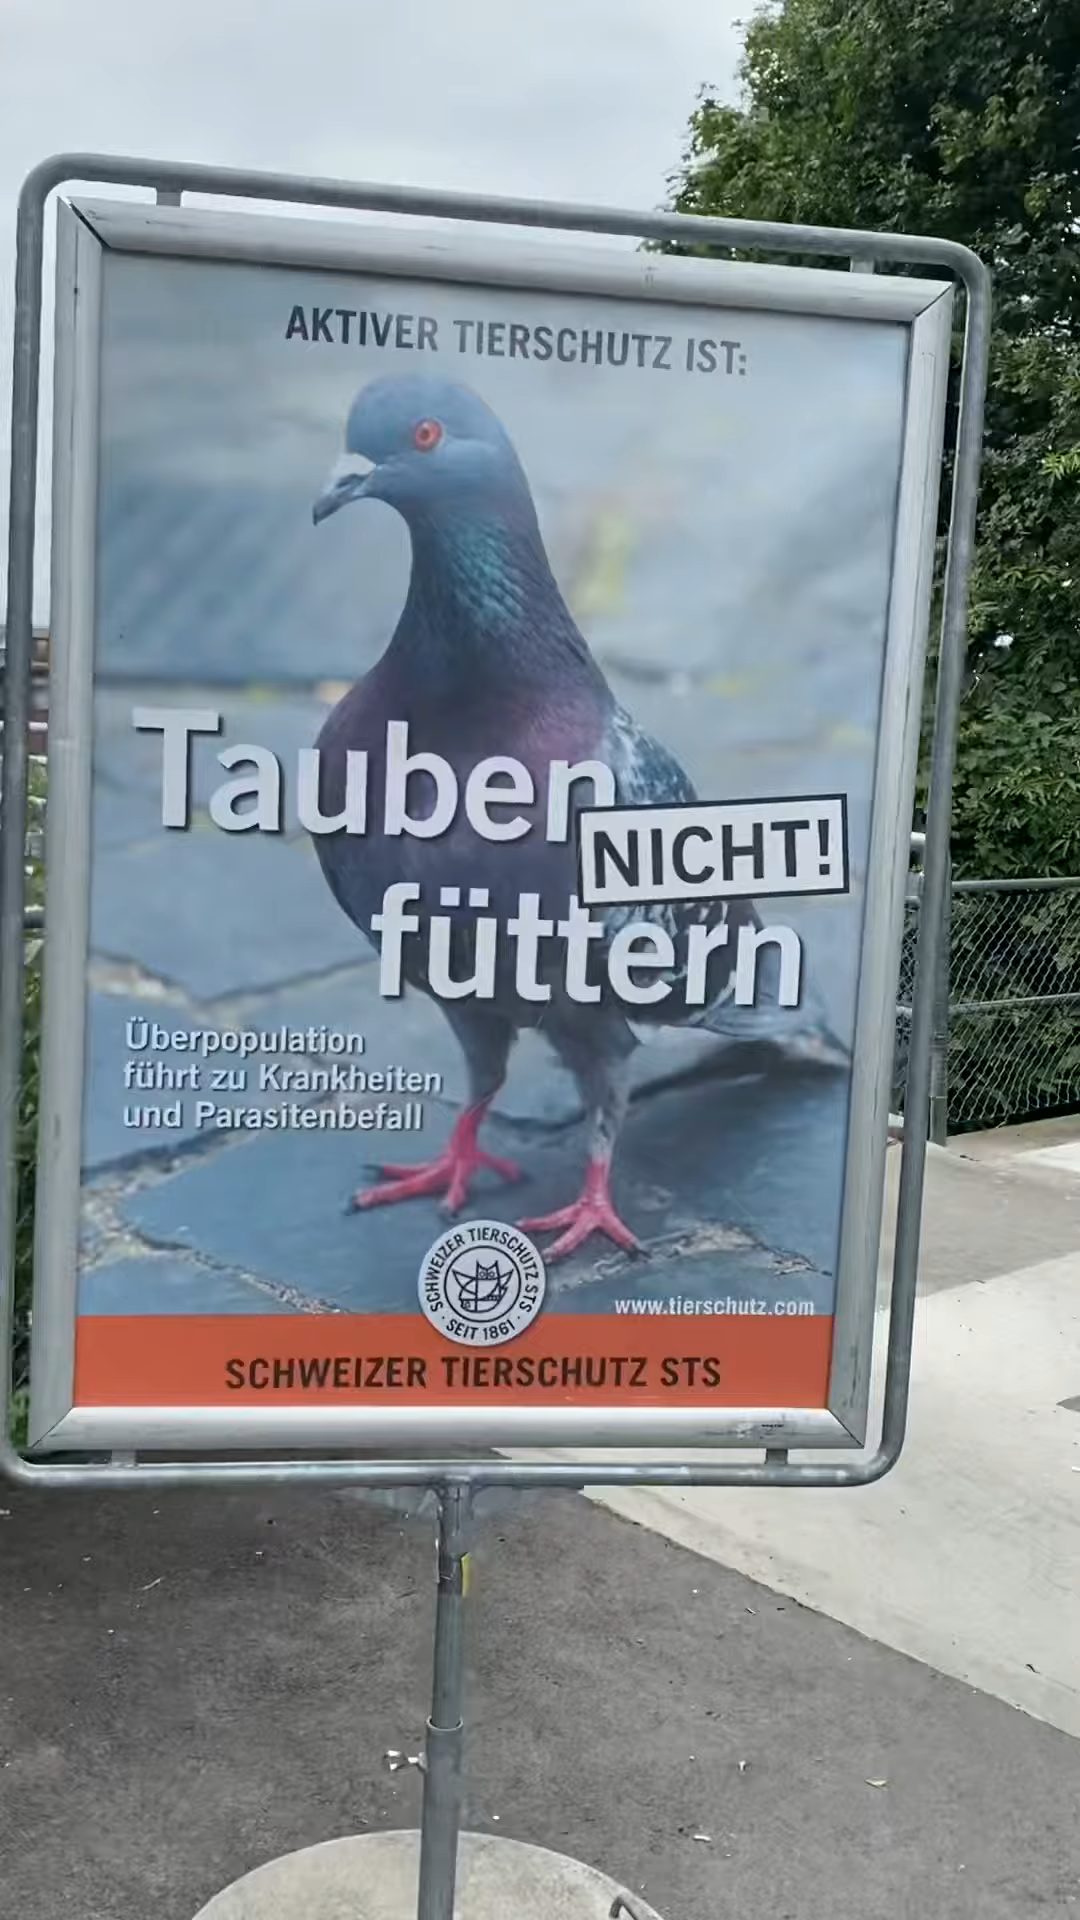 AKTIVER TIERSCHUTZ IST:
Tauben
NICHT!
füttern
Überpopulation
führt zu Krankheiten
und Parasitenbefall
SCHWEIZER TIERSCHUTZ STS
· SEIT 1861 ·
www.tierschutz.com
SCHWEIZER TIERSCHUTZ STS